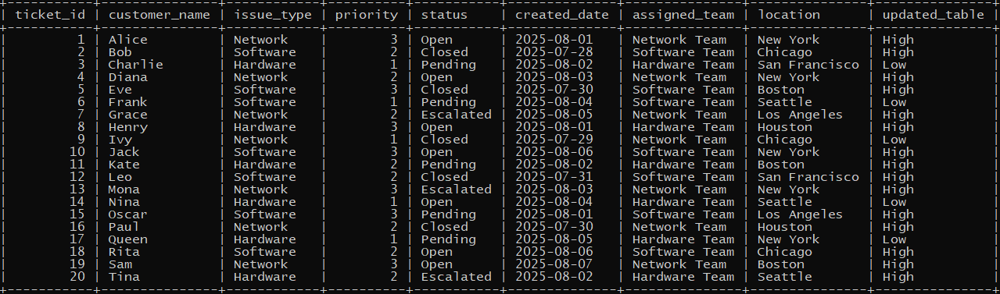 | ticket_id | customer_name | issue_type | priority | status | created_date | assigned_team | location | updated_table |
| 1 | Alice | Network | 3 | Open | 2025-08-01 | Network Team | New York | High |
| 2 | Bob | Software | 2 | Closed | 2025-07-28 | Software Team | Chicago | High |
| 3 | Charlie | Hardware | 1 | Pending | 2025-08-02 | Hardware Team | San Francisco | Low |
| 4 | Diana | Network | 2 | Open | 2025-08-03 | Network Team | New York | High |
| 5 | Eve | Software | 3 | Closed | 2025-07-30 | Software Team | Boston | High |
| 6 | Frank | Software | 1 | Pending | 2025-08-04 | Software Team | Seattle | Low |
| 7 | Grace | Network | 2 | Escalated | 2025-08-05 | Network Team | Los Angeles | High |
| 8 | Henry | Hardware | 3 | Open | 2025-08-01 | Hardware Team | Houston | High |
| 9 | Ivy | Network | 1 | Closed | 2025-07-29 | Network Team | Chicago | Low |
| 10 | Jack | Software | 3 | Open | 2025-08-06 | Software Team | New York | High |
| 11 | Kate | Hardware | 2 | Pending | 2025-08-02 | Hardware Team | Boston | High |
| 12 | Leo | Software | 2 | Closed | 2025-07-31 | Software Team | San Francisco | High |
| 13 | Mona | Network | 3 | Escalated | 2025-08-03 | Network Team | New York | High |
| 14 | Nina | Hardware | 1 | Open | 2025-08-04 | Hardware Team | Seattle | Low |
| 15 | Oscar | Software | 3 | Pending | 2025-08-01 | Software Team | Los Angeles | High |
| 16 | Paul | Network | 2 | Closed | 2025-07-30 | Network Team | Houston | High |
| 17 | Queen | Hardware | 1 | Pending | 2025-08-05 | Hardware Team | New York | Low |
| 18 | Rita | Software | 2 | Open | 2025-08-06 | Software Team | Chicago | High |
| 19 | Sam | Network | 3 | Open | 2025-08-07 | Network Team | Boston | High |
| 20 | Tina | Hardware | 2 | Escalated | 2025-08-02 | Hardware Team | Seattle | High |